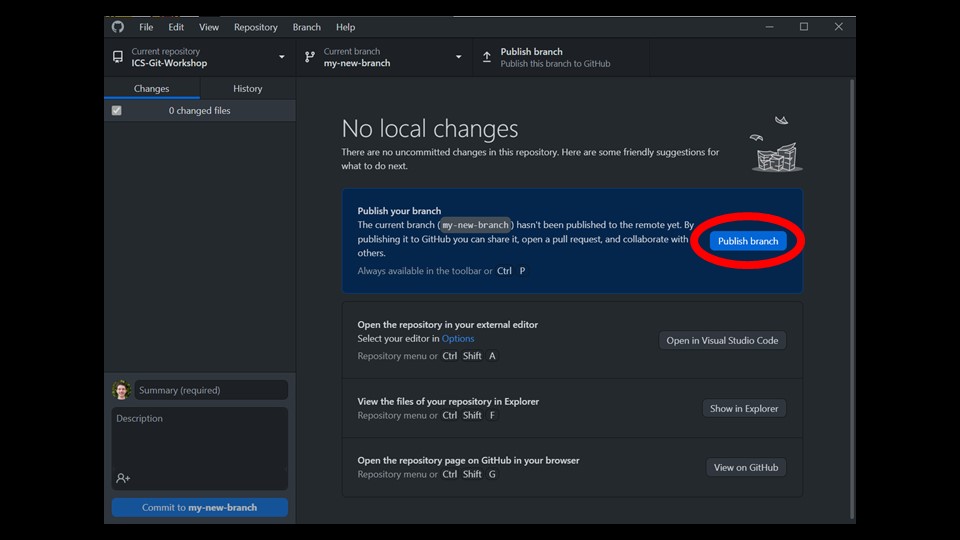 File Edit View Repository Branch Help
Current repository
ICS-Git-Workshop
Current branch
my-new-branch
Publish branch
Publish this branch to GitHub
Changes History
0 changed files
No local changes
There are no uncommitted changes in this repository. Here are some friendly suggestions for
what to do next.
Publish your branch
The current branch (my-new-branch) hasn't been published to the remote yet. By
publishing it to GitHub you can share it, open a pull request, and collaborate with
others.
Always available in the toolbar or Ctrl P
Publish branch
Open the repository in your external editor
Select your editor in Options
Repository menu or Ctrl Shift A
Open in Visual Studio Code
View the files of your repository in Explorer
Repository menu or Ctrl Shift F
Show in Explorer
Open the repository page on GitHub in your browser
Repository menu or Ctrl Shift G
View on GitHub
Summary (required)
Description
Commit to my-new-branch